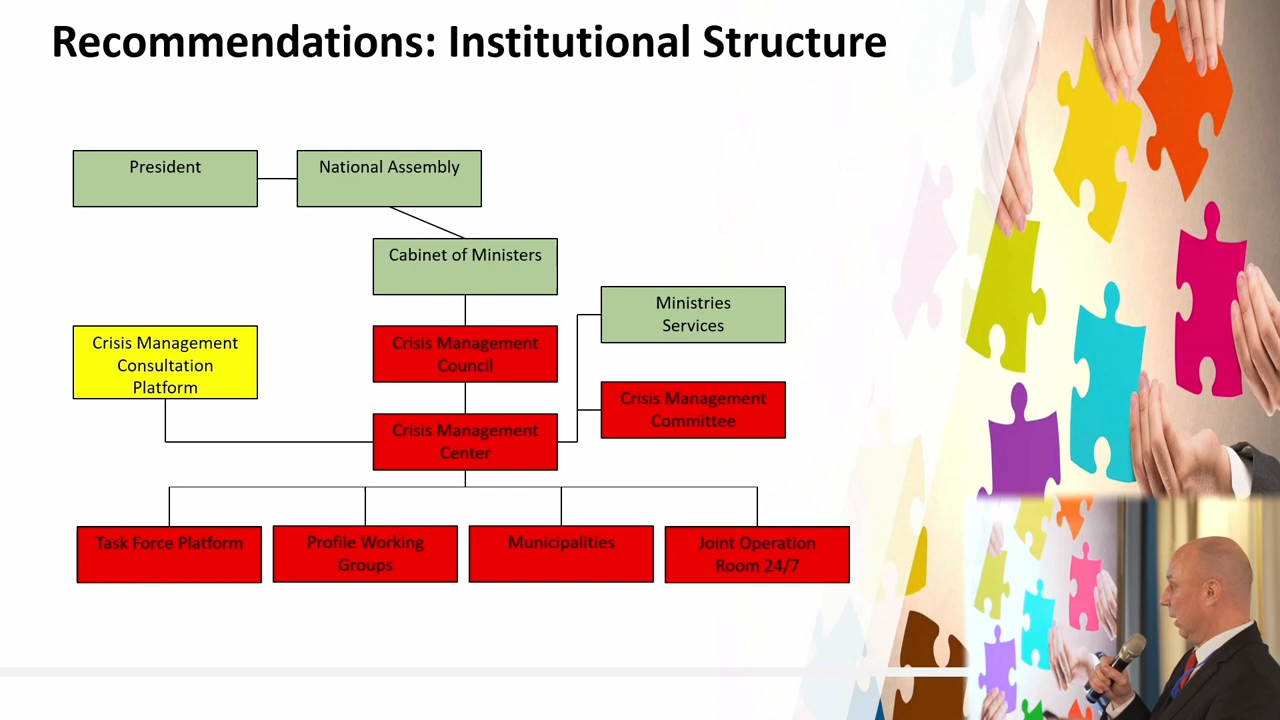 Recommendations: Institutional Structure
President
National Assembly
Cabinet of Ministers
Ministries
Services
Crisis Management
Consultation
Platform
Crisis Management
Council
Crisis Management
Committee
Crisis Management
Center
Task Force Platform
Profile Working
Groups
Municipalities
Joint Operation
Room 24/7